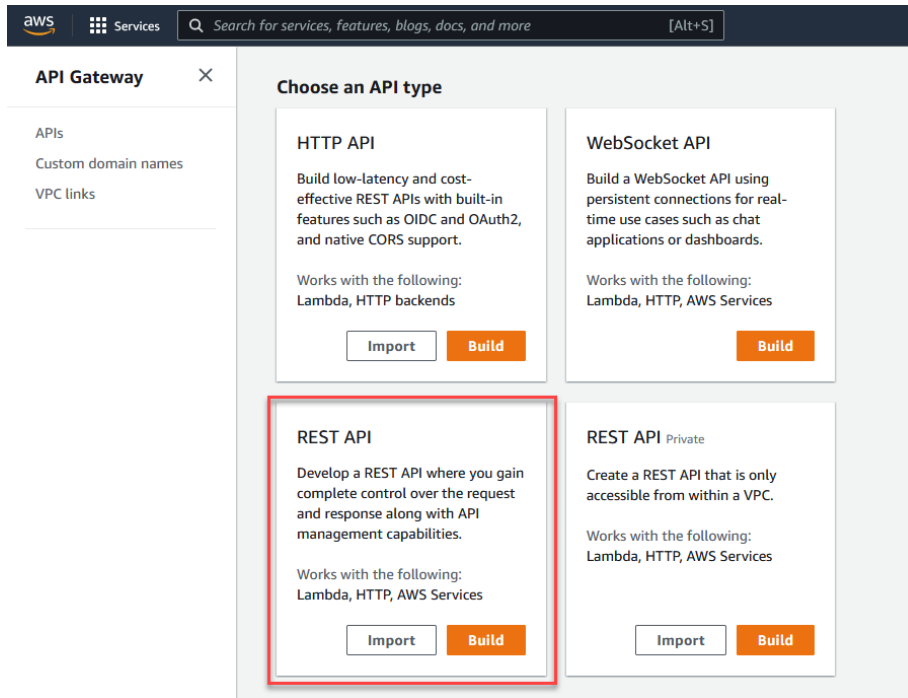 aws
Services
Search for services, features, blogs, docs, and more
[Alt+S]
API Gateway
APIs
Custom domain names
VPC links
Choose an API type
HTTP API
Build low-latency and cost-
effective REST APIs with built-in
features such as OIDC and OAuth2,
and native CORS support.
Works with the following:
Lambda, HTTP backends
Import
Build
WebSocket API
Build a WebSocket API using
persistent connections for real-
time use cases such as chat
applications or dashboards.
Works with the following:
Lambda, HTTP, AWS Services
Build
REST API
Develop a REST API where you gain
complete control over the request
and response along with API
management capabilities.
Works with the following:
Lambda, HTTP, AWS Services
Import
Build
REST API Private
Create a REST API that is only
accessible from within a VPC.
Works with the following:
Lambda, HTTP, AWS Services
Import
Build